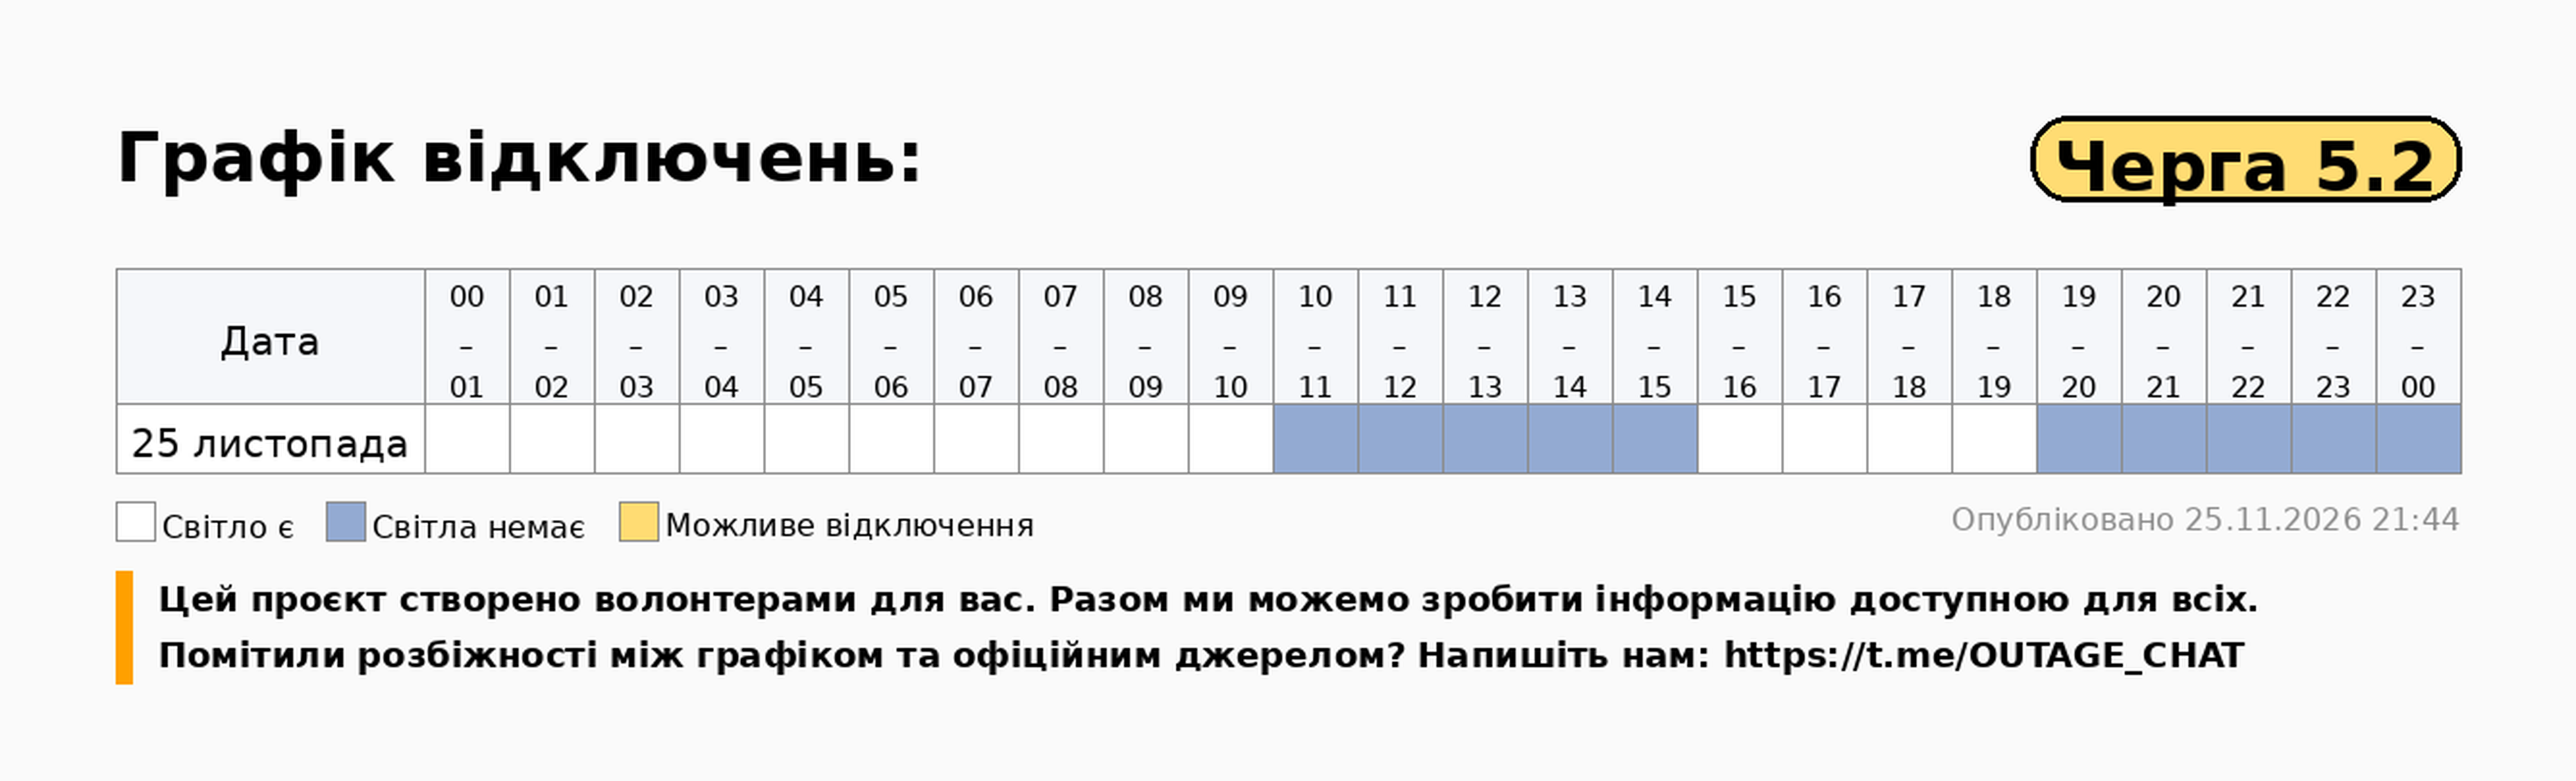 Графік відключень:
Черга 5.2
Дата
00 – 01
01 – 02
02 – 03
03 – 04
04 – 05
05 – 06
06 – 07
07 – 08
08 – 09
09 – 10
10 – 11
11 – 12
12 – 13
13 – 14
14 – 15
15 – 16
16 – 17
17 – 18
18 – 19
19 – 20
20 – 21
21 – 22
22 – 23
23 – 00
25 листопада
Світло є
Світла немає
Можливе відключення
Опубліковано 25.11.2026 21:44
Цей проєкт створено волонтерами для вас. Разом ми можемо зробити інформацію доступною для всіх.
Помітили розбіжності між графіком та офіційним джерелом? Напишіть нам: https://t.me/OUTAGE_CHAT